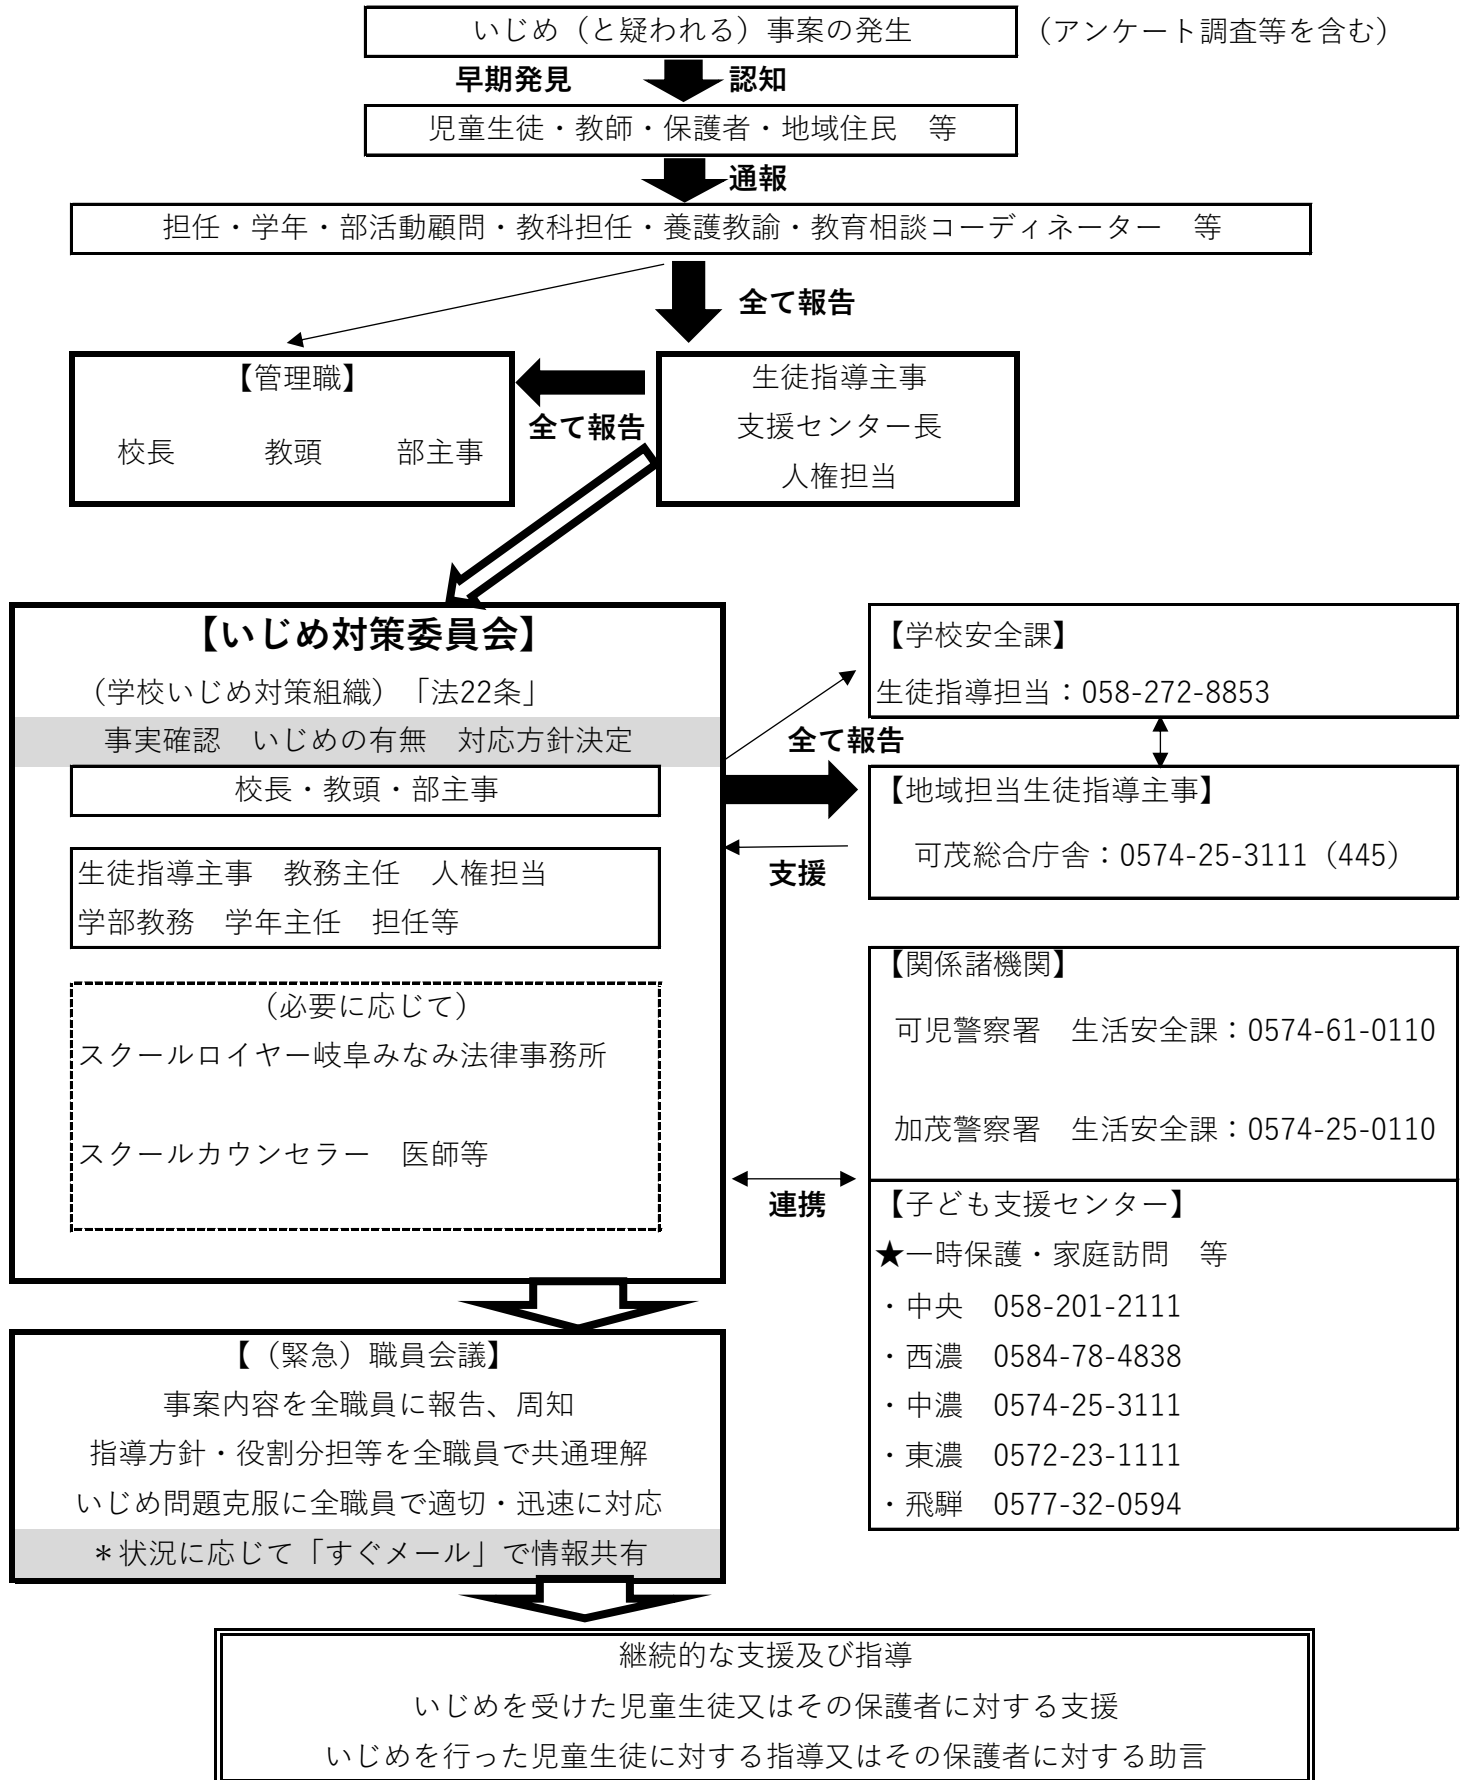 いじめ（と疑われる）事案の発生　（アンケート調査等を含む）
早期発見　認知
児童生徒・教師・保護者・地域住民　等
通報
担任・学年・部活動顧問・教科担任・養護教諭・教育相談コーディネーター　等
全て報告
【管理職】
校長　教頭　部主事
全て報告
生徒指導主事
支援センター長
人権担当
【いじめ対策委員会】
（学校いじめ対策組織）「法22条」
事実確認　いじめの有無　対応方針決定
校長・教頭・部主事
生徒指導主事　教務主任　人権担当
学部教務　学年主任　担任等
（必要に応じて）
スクールロイヤー岐阜みなみ法律事務所
スクールカウンセラー　医師等
全て報告
支援
連携
【学校安全課】
生徒指導担当：058-272-8853
【地域担当生徒指導主事】
可茂総合庁舎：0574-25-3111（445）
【関係諸機関】
可児警察署　生活安全課：0574-61-0110
加茂警察署　生活安全課：0574-25-0110
【子ども支援センター】
★一時保護・家庭訪問　等
・中央　058-201-2111
・西濃　0584-78-4838
・中濃　0574-25-3111
・東濃　0572-23-1111
・飛騨　0577-32-0594
【（緊急）職員会議】
事案内容を全職員に報告、周知
指導方針・役割分担等を全職員で共通理解
いじめ問題克服に全職員で適切・迅速に対応
＊状況に応じて「すぐメール」で情報共有
継続的な支援及び指導
いじめを受けた児童生徒又はその保護者に対する支援
いじめを行った児童生徒に対する指導又はその保護者に対する助言